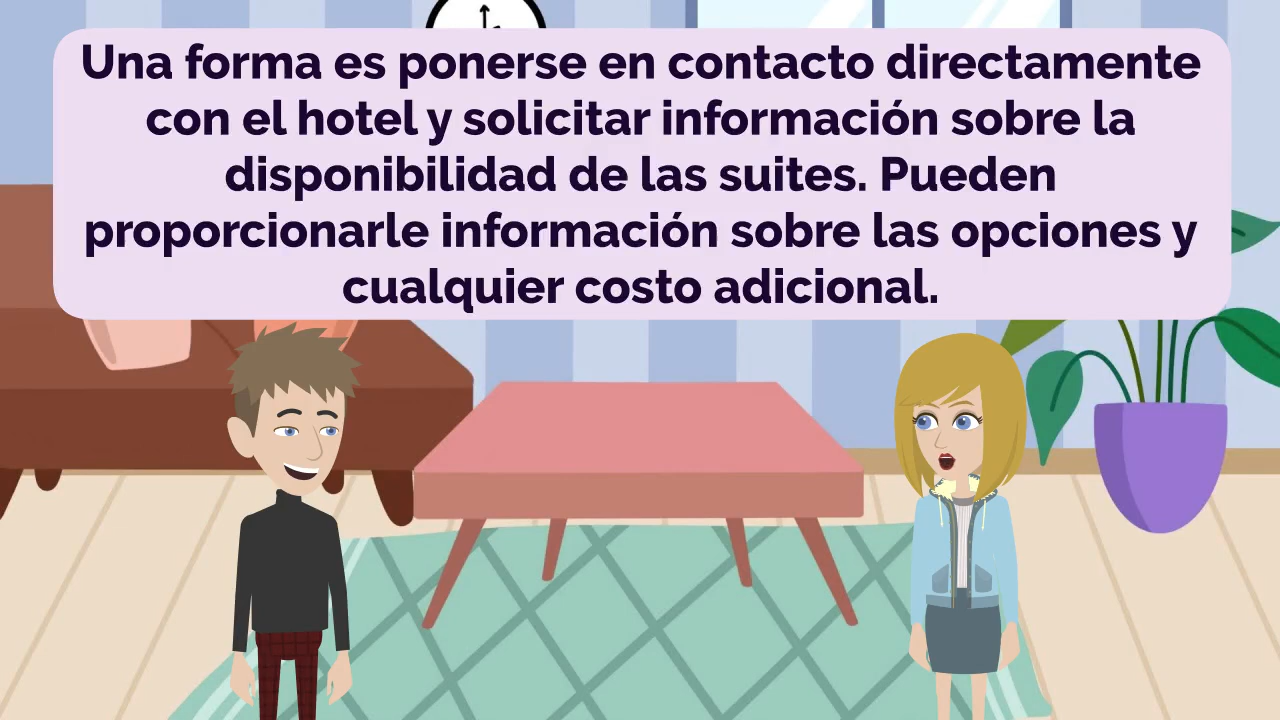 Una forma es ponerse en contacto directamente
con el hotel y solicitar información sobre la
disponibilidad de las suites. Pueden
proporcionarle información sobre las opciones y
cualquier costo adicional.